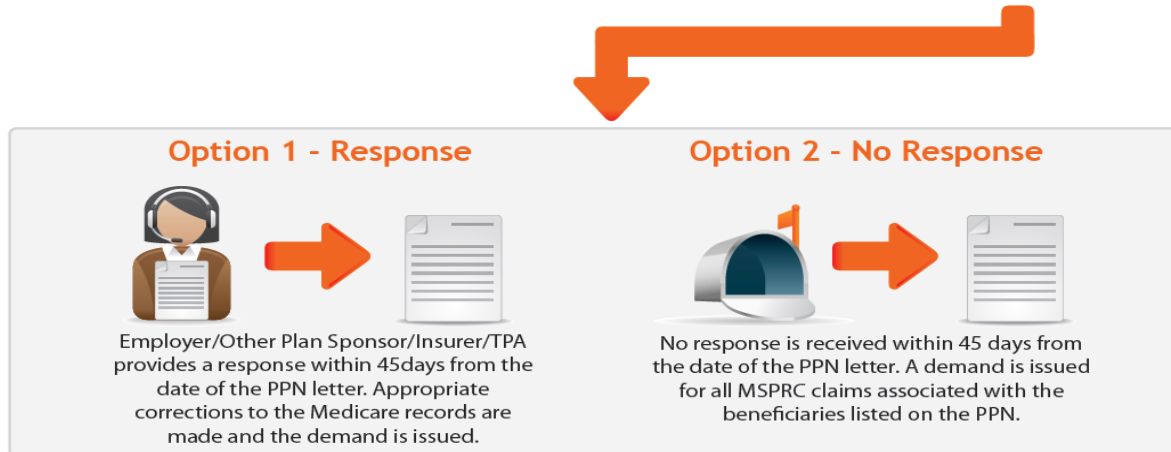 Option 1 - Response
Employer/Other Plan Sponsor/Insurer/TPA
provides a response within 45days from the
date of the PPN letter. Appropriate
corrections to the Medicare records are
made and the demand is issued.
Option 2 - No Response
No response is received within 45 days from
the date of the PPN letter. A demand is issued
for all MSPRC claims associated with the
beneficiaries listed on the PPN.